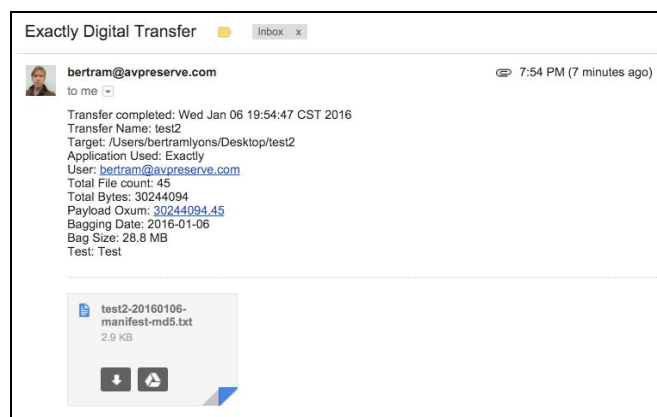 Exactly Digital Transfer
Inbox x
bertram@avpreserve.com
7:54 PM (7 minutes ago)
to me
Transfer completed: Wed Jan 06 19:54:47 CST 2016
Transfer Name: test2
Target: /Users/bertramlyons/Desktop/test2
Application Used: Exactly
User: bertram@avpreserve.com
Total File count: 45
Total Bytes: 30244094
Payload Oxum: 30244094.45
Bagging Date: 2016-01-06
Bag Size: 28.8 MB
Test: Test
test2-20160106-
manifest-md5.txt
2.9 KB